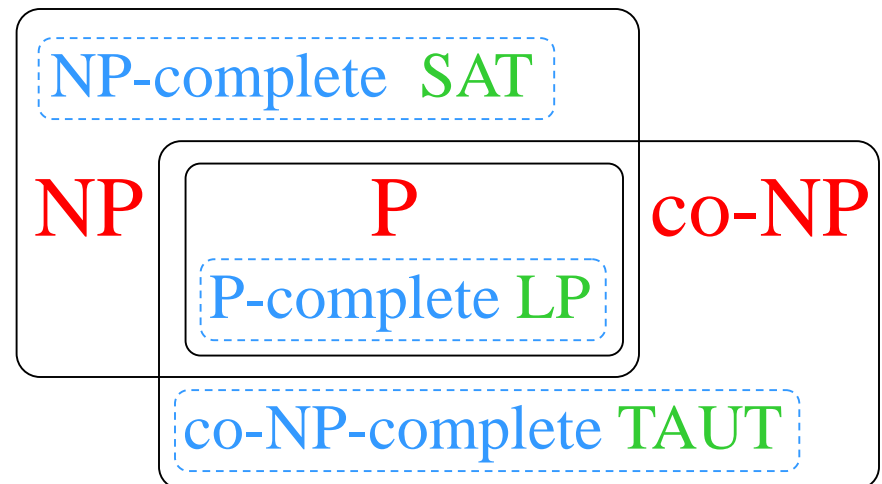 NP-complete SAT
NP P co-NP
P-complete LP
co-NP-complete TAUT